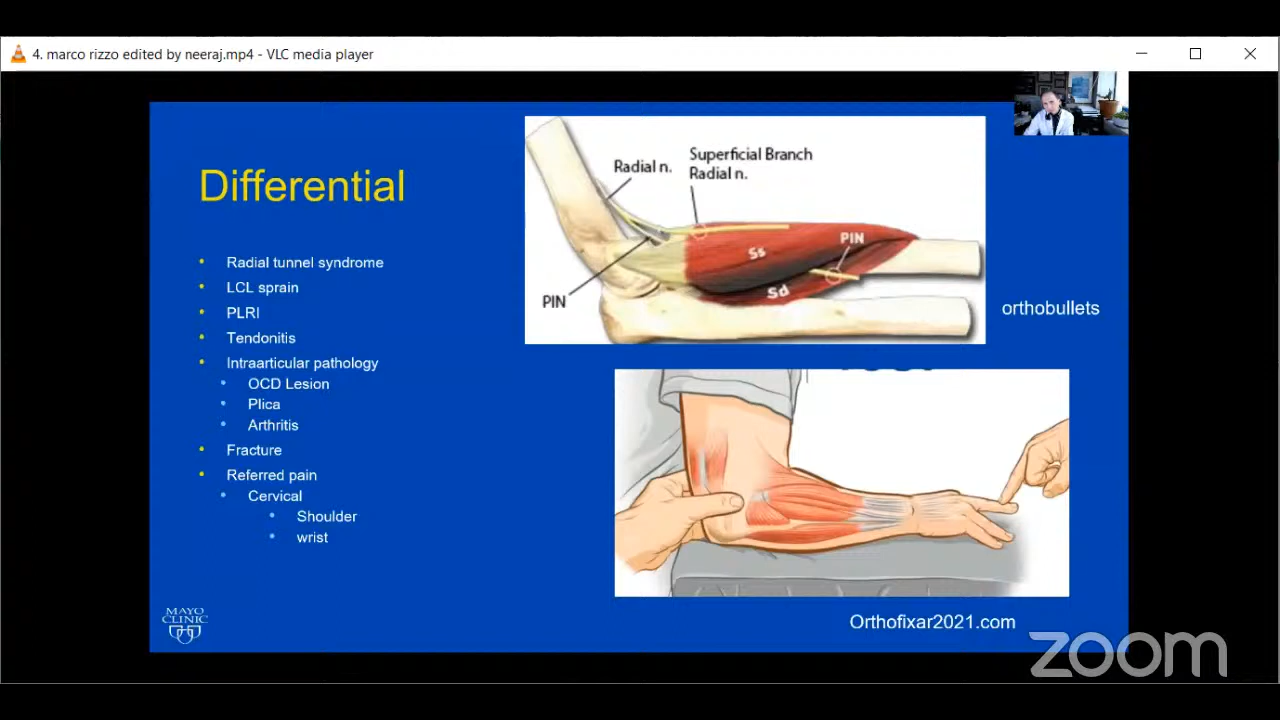 4. marco rizzo edited by neeraj.mp4 - VLC media player
Differential
• Radial tunnel syndrome
• LCL sprain
• PLRI
• Tendonitis
• Intraarticular pathology
• OCD Lesion
• Plica
• Arthritis
• Fracture
• Referred pain
• Cervical
• Shoulder
• wrist
Radial n.
Superficial Branch
Radial n.
PIN
Ss
PIN
Sd
orthobullets
MAYO
CLINIC
Orthofixar2021.com
zoom